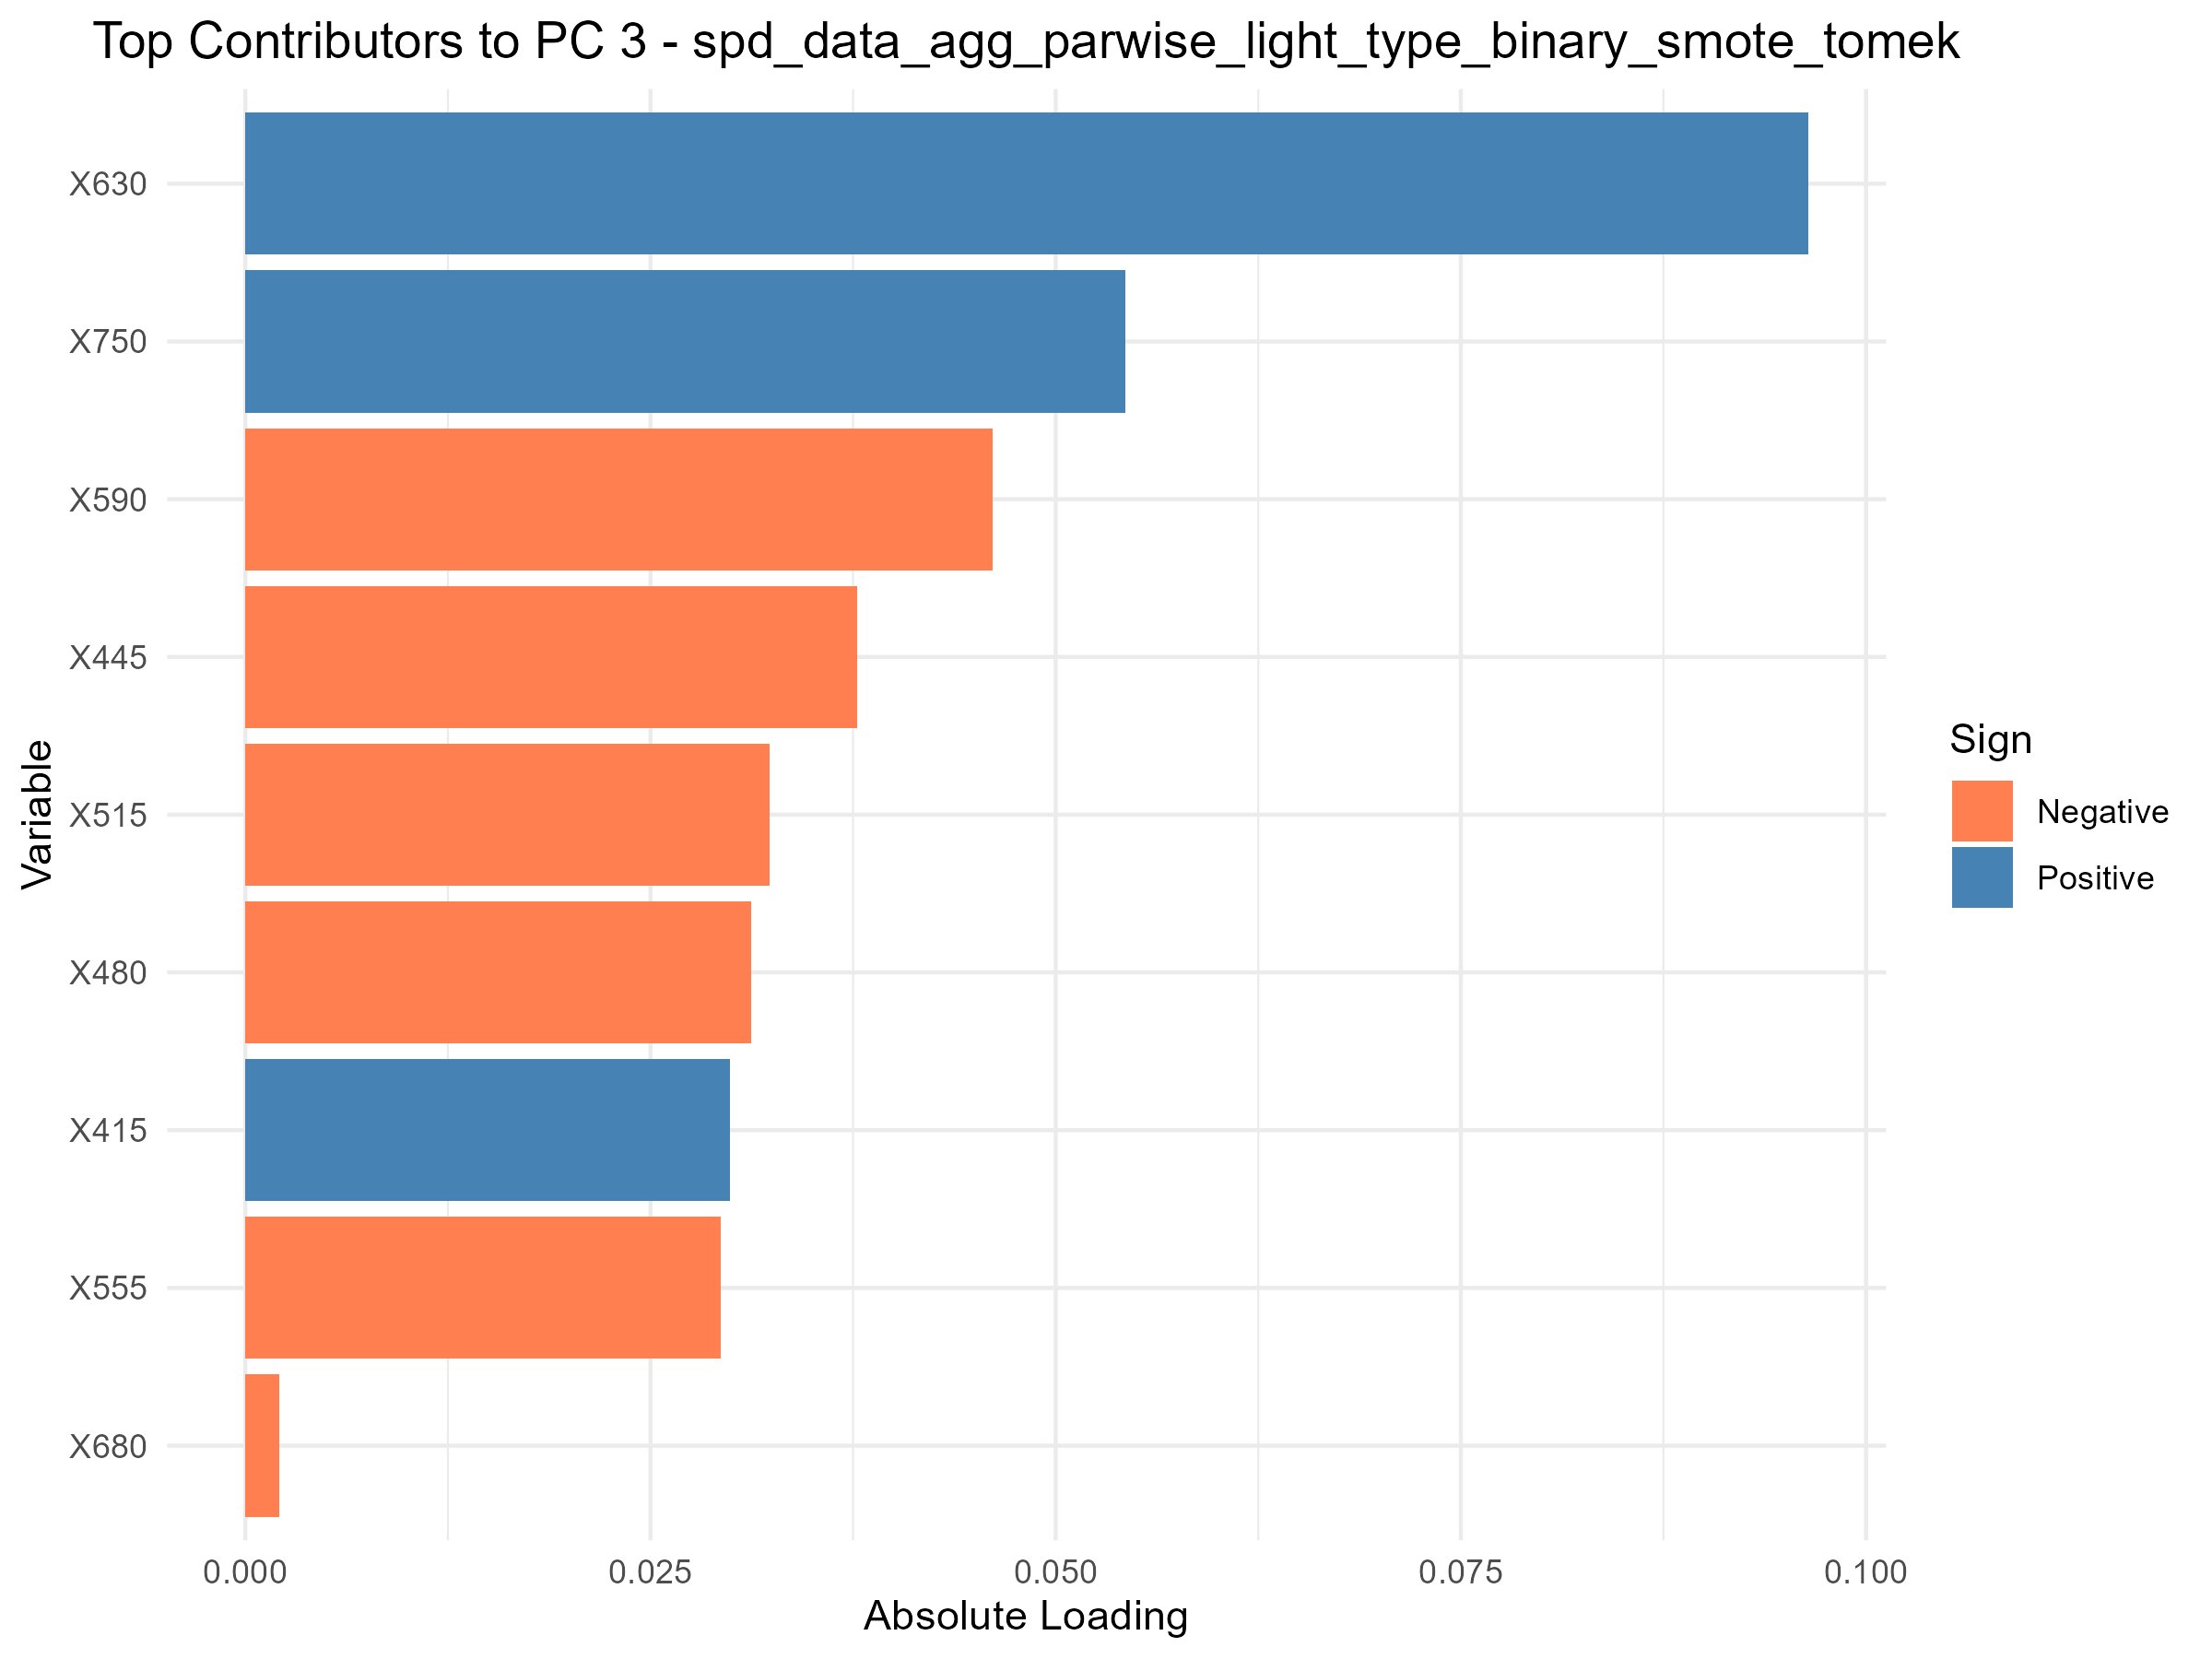 Top Contributors to PC 3 - spd_data_agg_parwise_light_type_binary_smote_tomek
X630
X750
X590
X445
X515
X480
X415
X555
X680
Variable
0.000 0.025 0.050 0.075 0.100
Absolute Loading
Sign
Negative
Positive